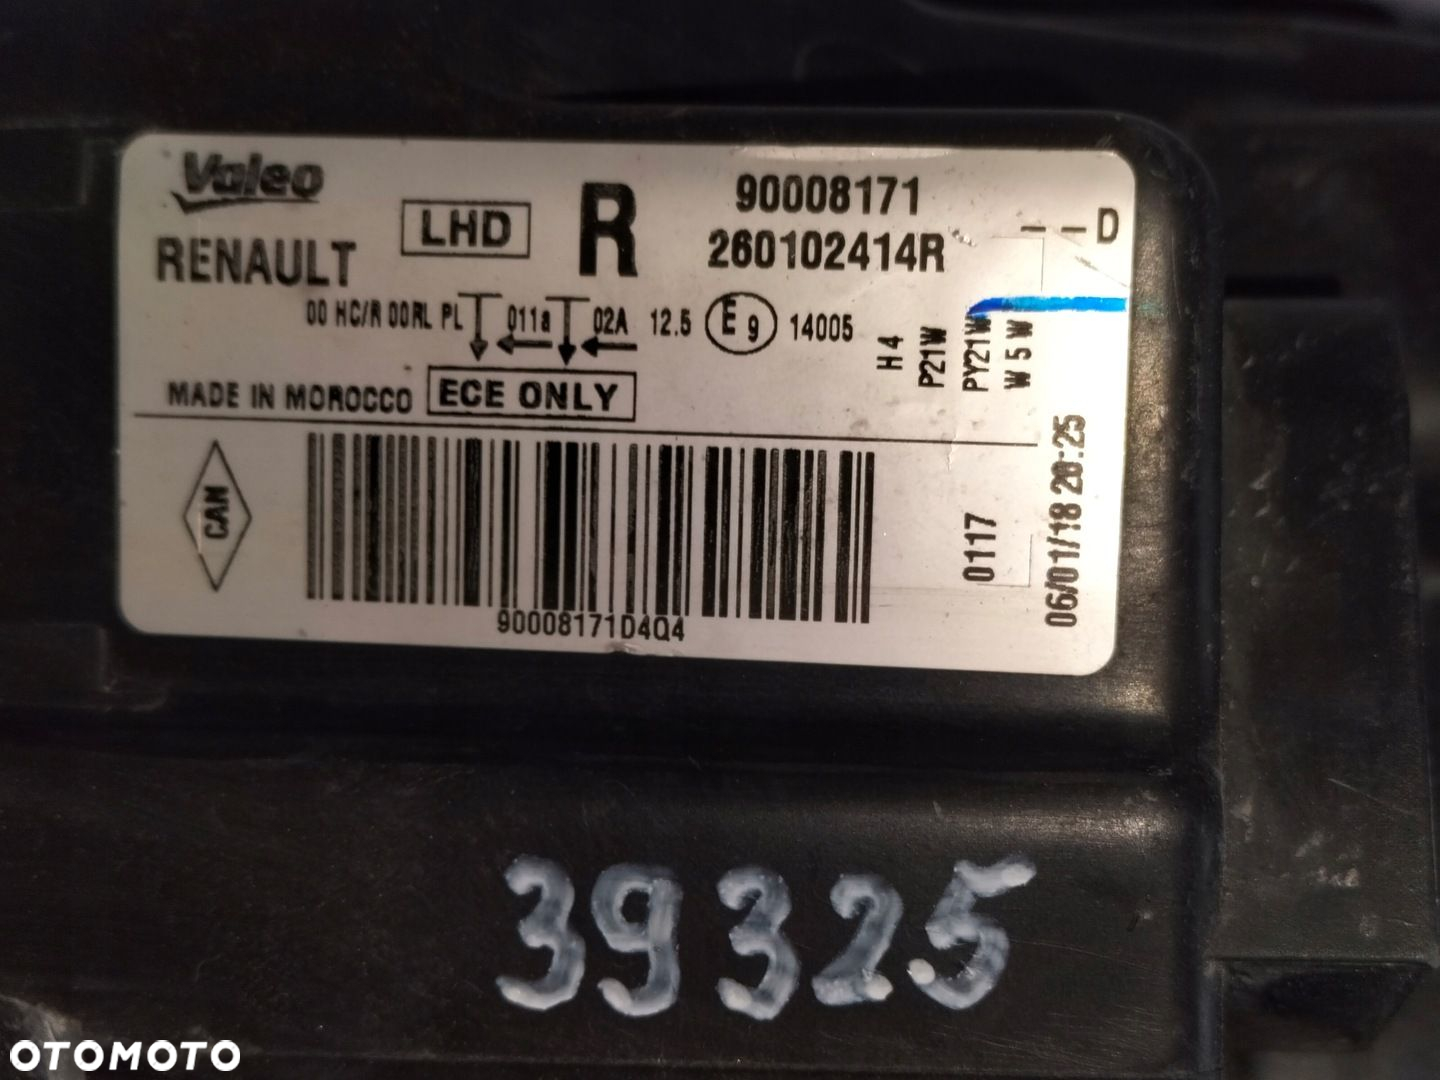 Valeo
RENAULT
LHD
R
90008171
260102414R
--D
00 HC/R 00RL PL 011a 02A 12.5 E9 14005
H4
P21W
PY21W
W5W
MADE IN MOROCCO ECE ONLY
CAN
0117
06/01/18 20:25
90008171D4Q4
39325
OTOMOTO